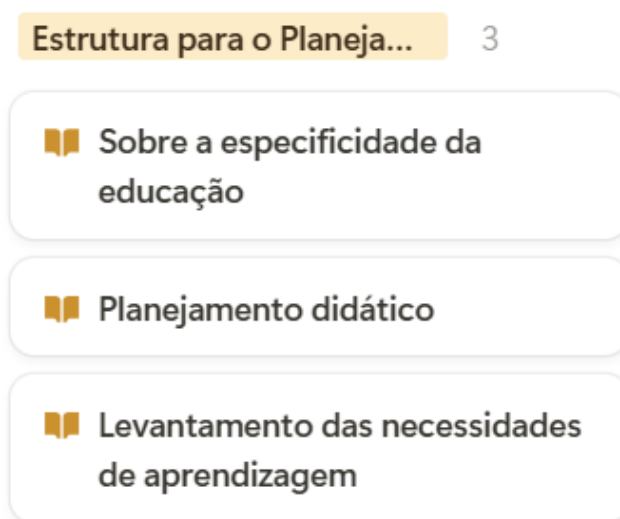 Estrutura para o Planeja... 3
Sobre a especificidade da
educação
Planejamento didático
Levantamento das necessidades
de aprendizagem